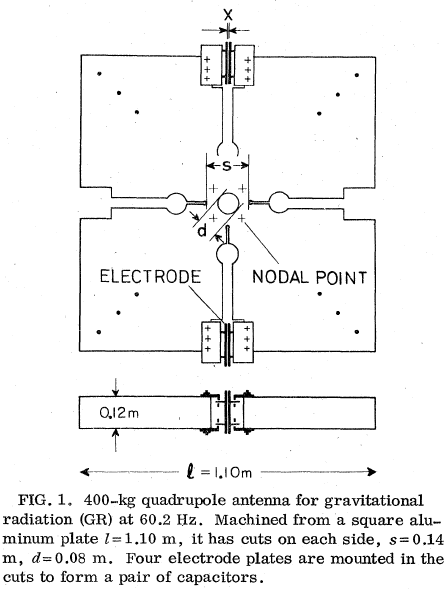 X
s
d
ELECTRODE
NODAL POINT
0.12m
ℓ = 1.10m
FIG. 1. 400-kg quadrupole antenna for gravitational
radiation (GR) at 60.2 Hz. Machined from a square alu-
minum plate l=1.10 m, it has cuts on each side, s=0.14
m, d=0.08 m. Four electrode plates are mounted in the
cuts to form a pair of capacitors.